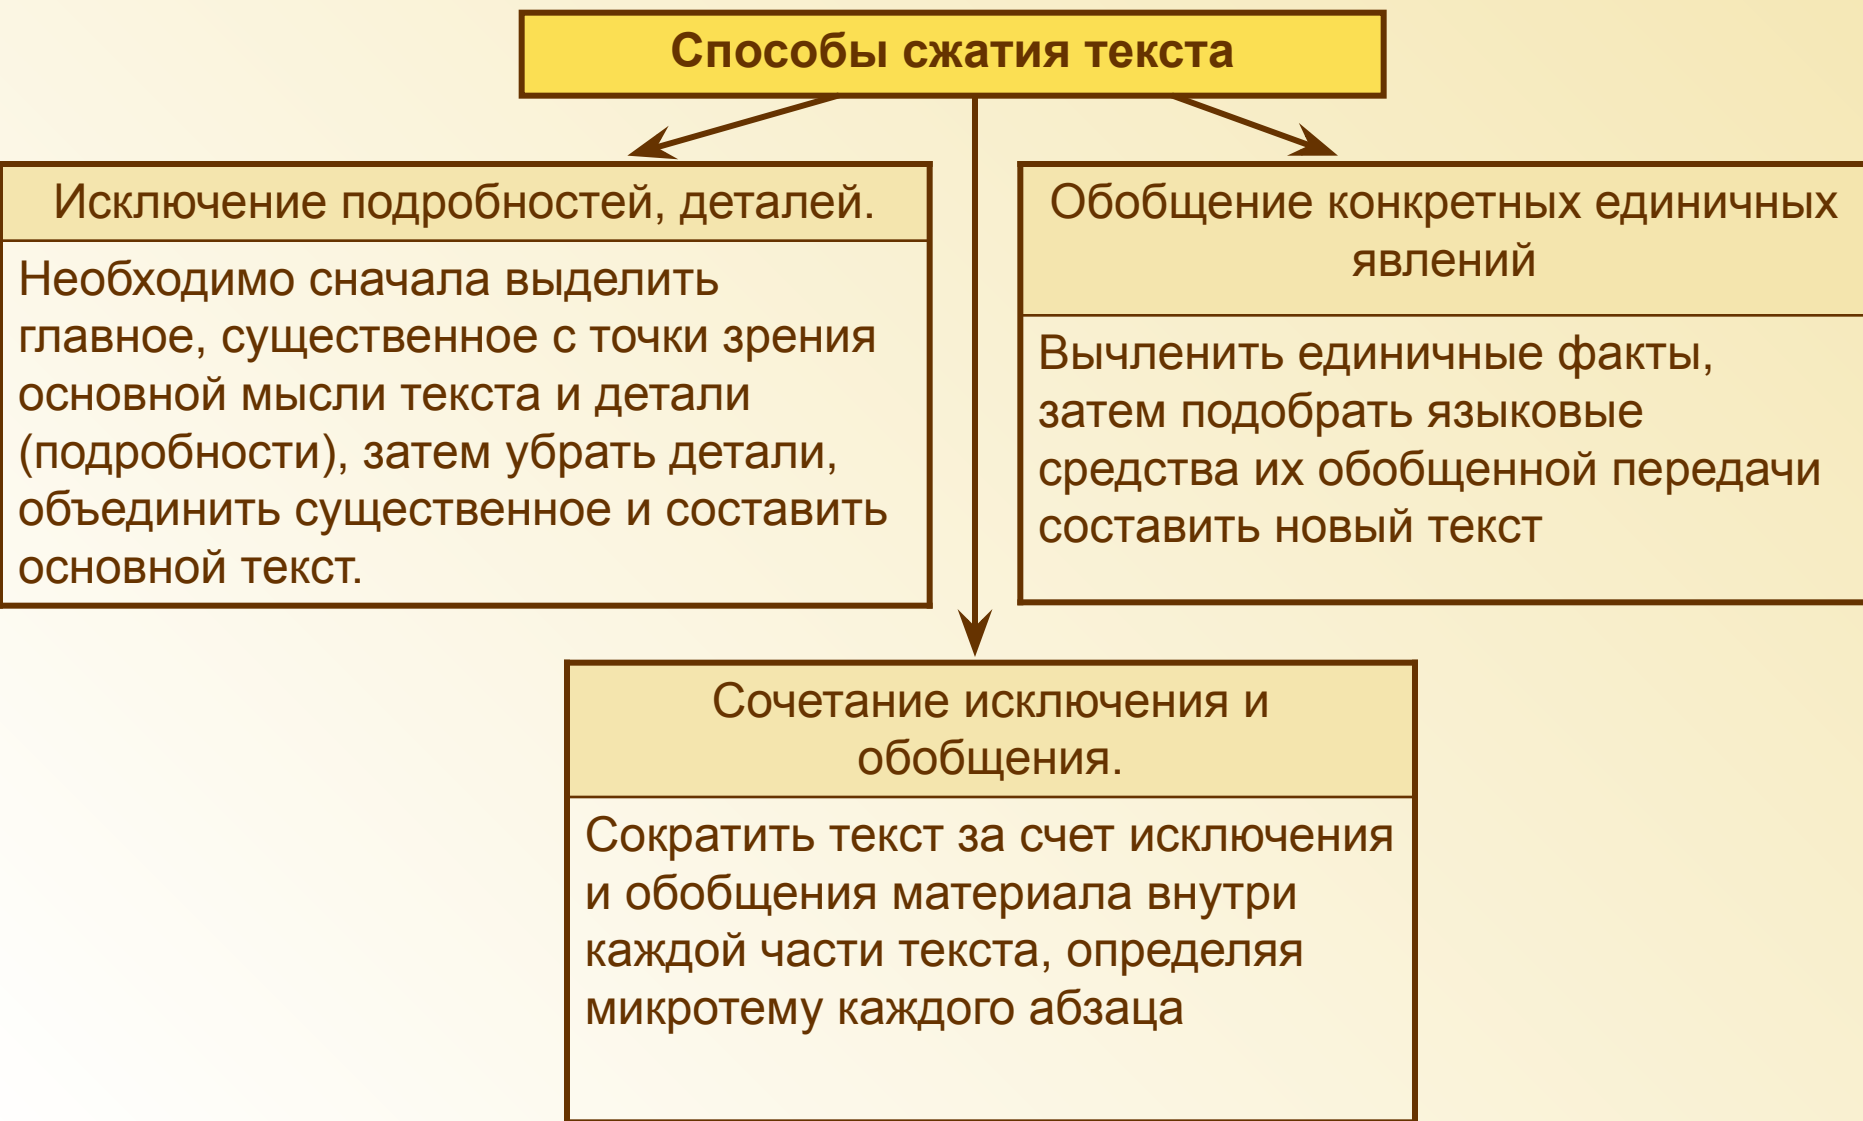 Способы сжатия текста
Исключение подробностей, деталей.
Необходимо сначала выделить
главное, существенное с точки зрения
основной мысли текста и детали
(подробности), затем убрать детали,
объединить существенное и составить
основной текст.
Обобщение конкретных единичных
явлений
Вычленить единичные факты,
затем подобрать языковые
средства их обобщенной передачи
составить новый текст
Сочетание исключения и
обобщения.
Сократить текст за счет исключения
и обобщения материала внутри
каждой части текста, определяя
микротему каждого абзаца